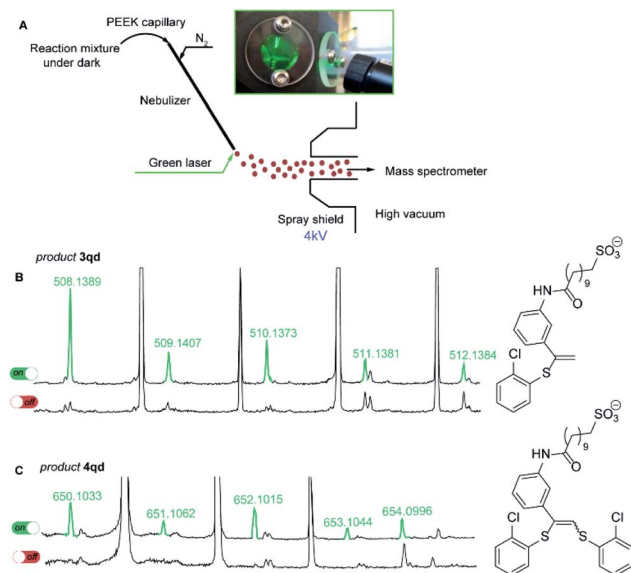 A
PEEK capillary
Reaction mixture
under dark
N2
Nebulizer
Green laser
Mass spectrometer
Spray shield
4kV
High vacuum
product 3qd
B
508.1389
509.1407
510.1373
511.1381
512.1384
on
off
SO3⊖
9
HN
O
Cl
S
C product 4qd
650.1033
651.1062
652.1015
653.1044
654.0996
on
off
SO3⊖
9
HN
O
Cl
Cl
S
S